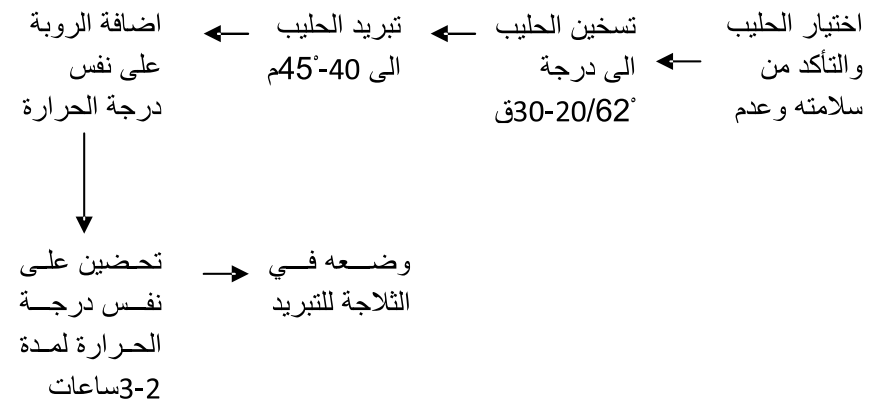 اختيار الحليب
والتأكد من
سلامته وعدم
تسخين الحليب
الى درجة
62°/20-30ق
تبريد الحليب
الى 40-45°م
اضافة الروبة
على نفس
درجة الحرارة
تحضين على
نفس درجة
الحرارة لمدة
2-3ساعات
وضعه في
الثلاجة للتبريد